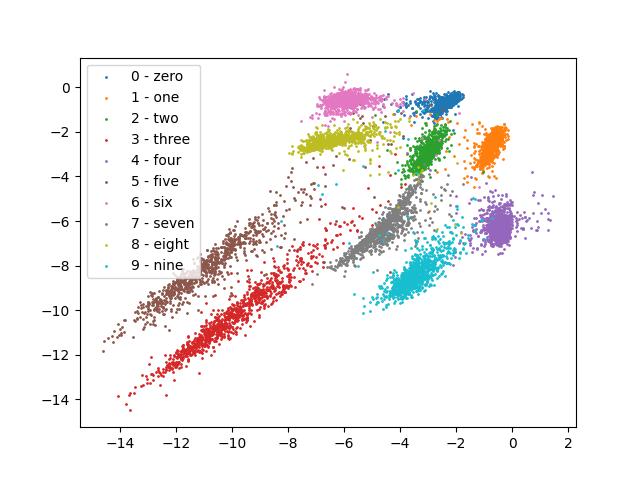 0 - zero
1 - one
2 - two
3 - three
4 - four
5 - five
6 - six
7 - seven
8 - eight
9 - nine
0
−2
−4
−6
−8
−10
−12
−14
−14 −12 −10 −8 −6 −4 −2 0 2